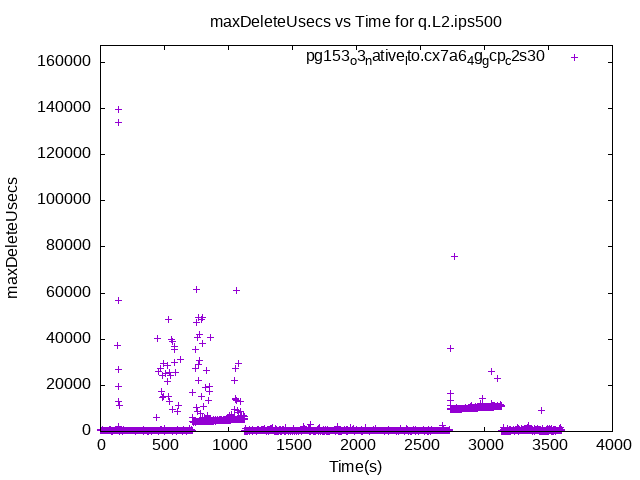 maxDeleteUsecs vs Time for q.L2.ips500
pg153_o3_native_lto.cx7a6_4g_gcp_c2s30
160000
140000
120000
100000
80000
60000
40000
20000
0
maxDeleteUsecs
0 500 1000 1500 2000 2500 3000 3500 4000
Time(s)